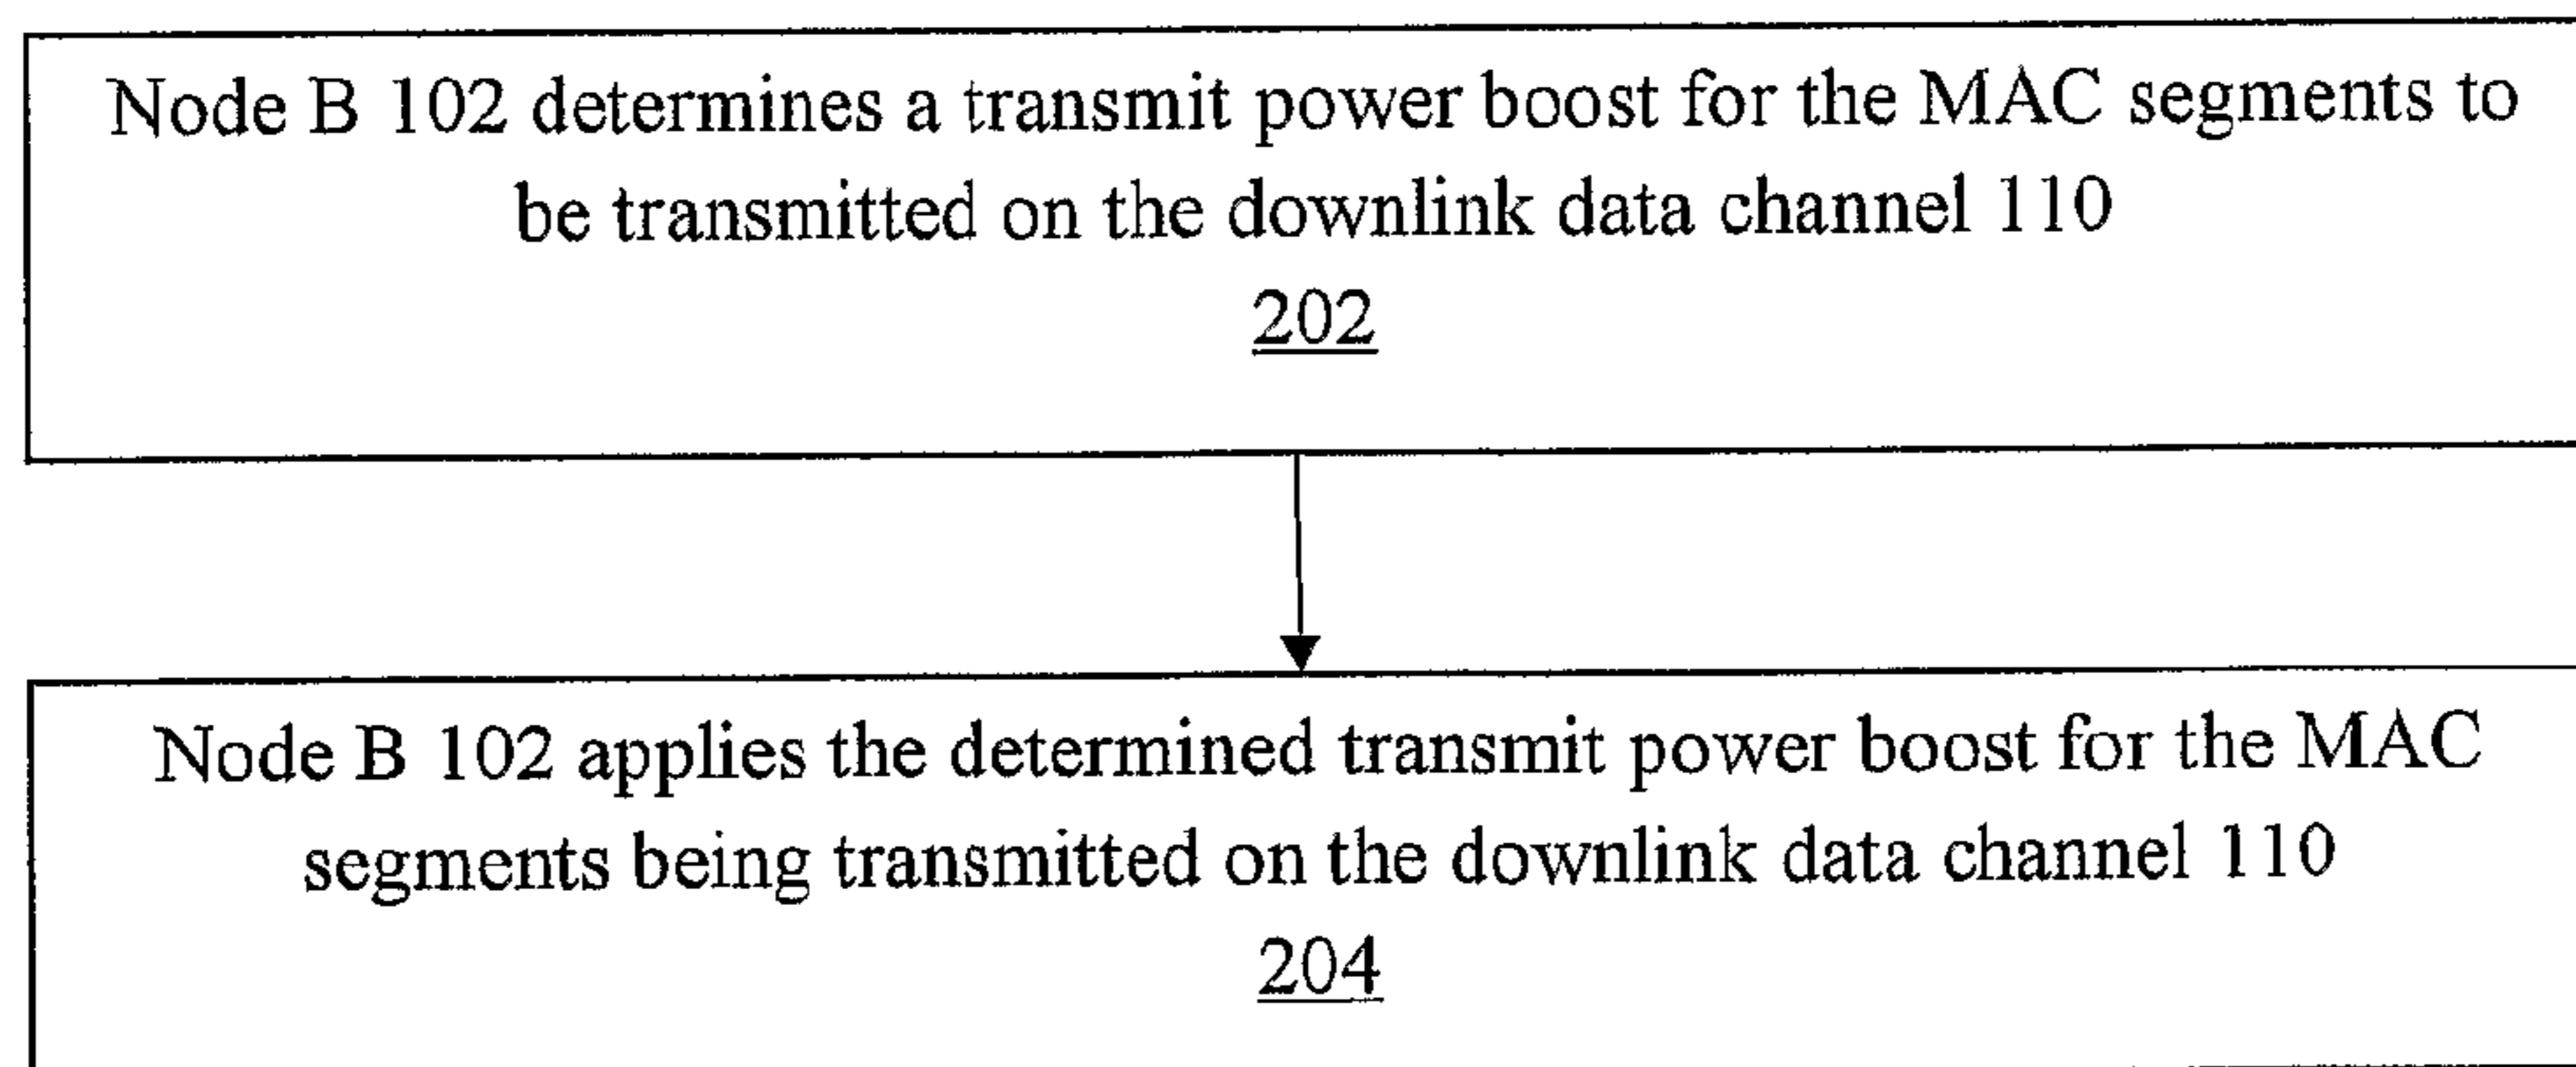 Node B 102 determines a transmit power boost for the MAC segments to
be transmitted on the downlink data channel 110
202
Node B 102 applies the determined transmit power boost for the MAC
segments being transmitted on the downlink data channel 110
204